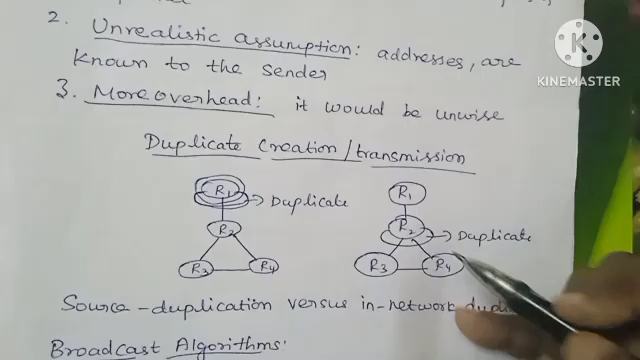 2. Unrealistic assumption: addresses, are
Known to the Sender
3. More overhead: it would be unwise
Duplicate Creation/transmission
R1
Duplicate
R2
R3 R4
R1
R2
Duplicate
R3 R4
Source-duplication versus in-network
Broadcast Algorithms:
K
KINEMASTER